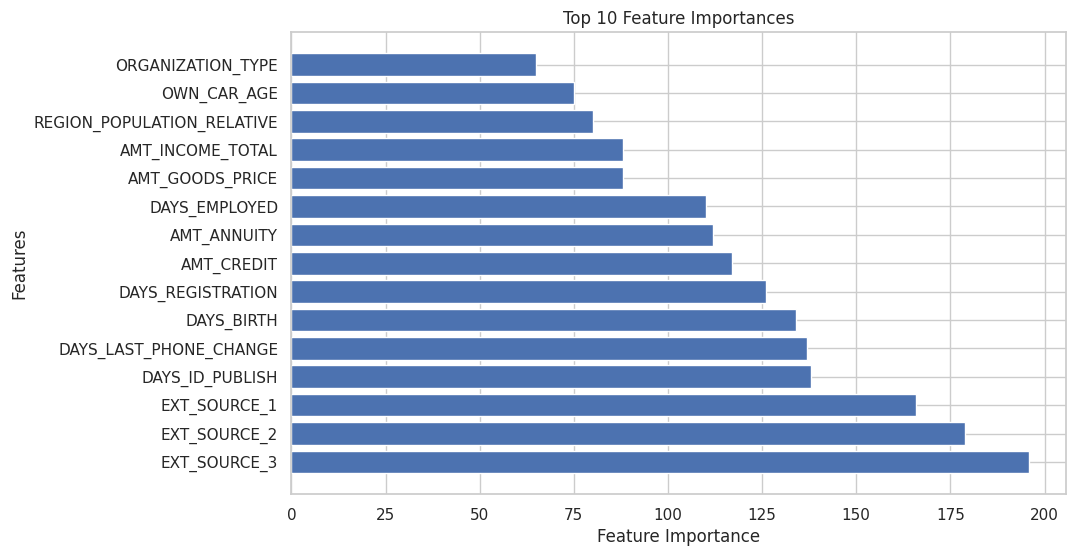 Top 10 Feature Importances
Features
ORGANIZATION_TYPE
OWN_CAR_AGE
REGION_POPULATION_RELATIVE
AMT_INCOME_TOTAL
AMT_GOODS_PRICE
DAYS_EMPLOYED
AMT_ANNUITY
AMT_CREDIT
DAYS_REGISTRATION
DAYS_BIRTH
DAYS_LAST_PHONE_CHANGE
DAYS_ID_PUBLISH
EXT_SOURCE_1
EXT_SOURCE_2
EXT_SOURCE_3
0 25 50 75 100 125 150 175 200
Feature Importance